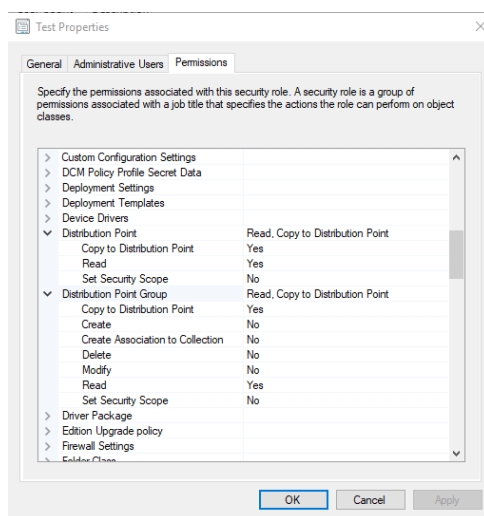 Test Properties
General Administrative Users Permissions
Specify the permissions associated with this security role. A security role is a group of
permissions associated with a job title that specifies the actions the role can perform on object
classes.
Custom Configuration Settings
DCM Policy Profile Secret Data
Deployment Settings
Deployment Templates
Device Drivers
Distribution Point Read, Copy to Distribution Point
Copy to Distribution Point Yes
Read Yes
Set Security Scope No
Distribution Point Group Read, Copy to Distribution Point
Copy to Distribution Point Yes
Create No
Create Association to Collection No
Delete No
Modify No
Read Yes
Set Security Scope No
Driver Package
Edition Upgrade policy
Firewall Settings
Folder Class
OK Cancel Apply